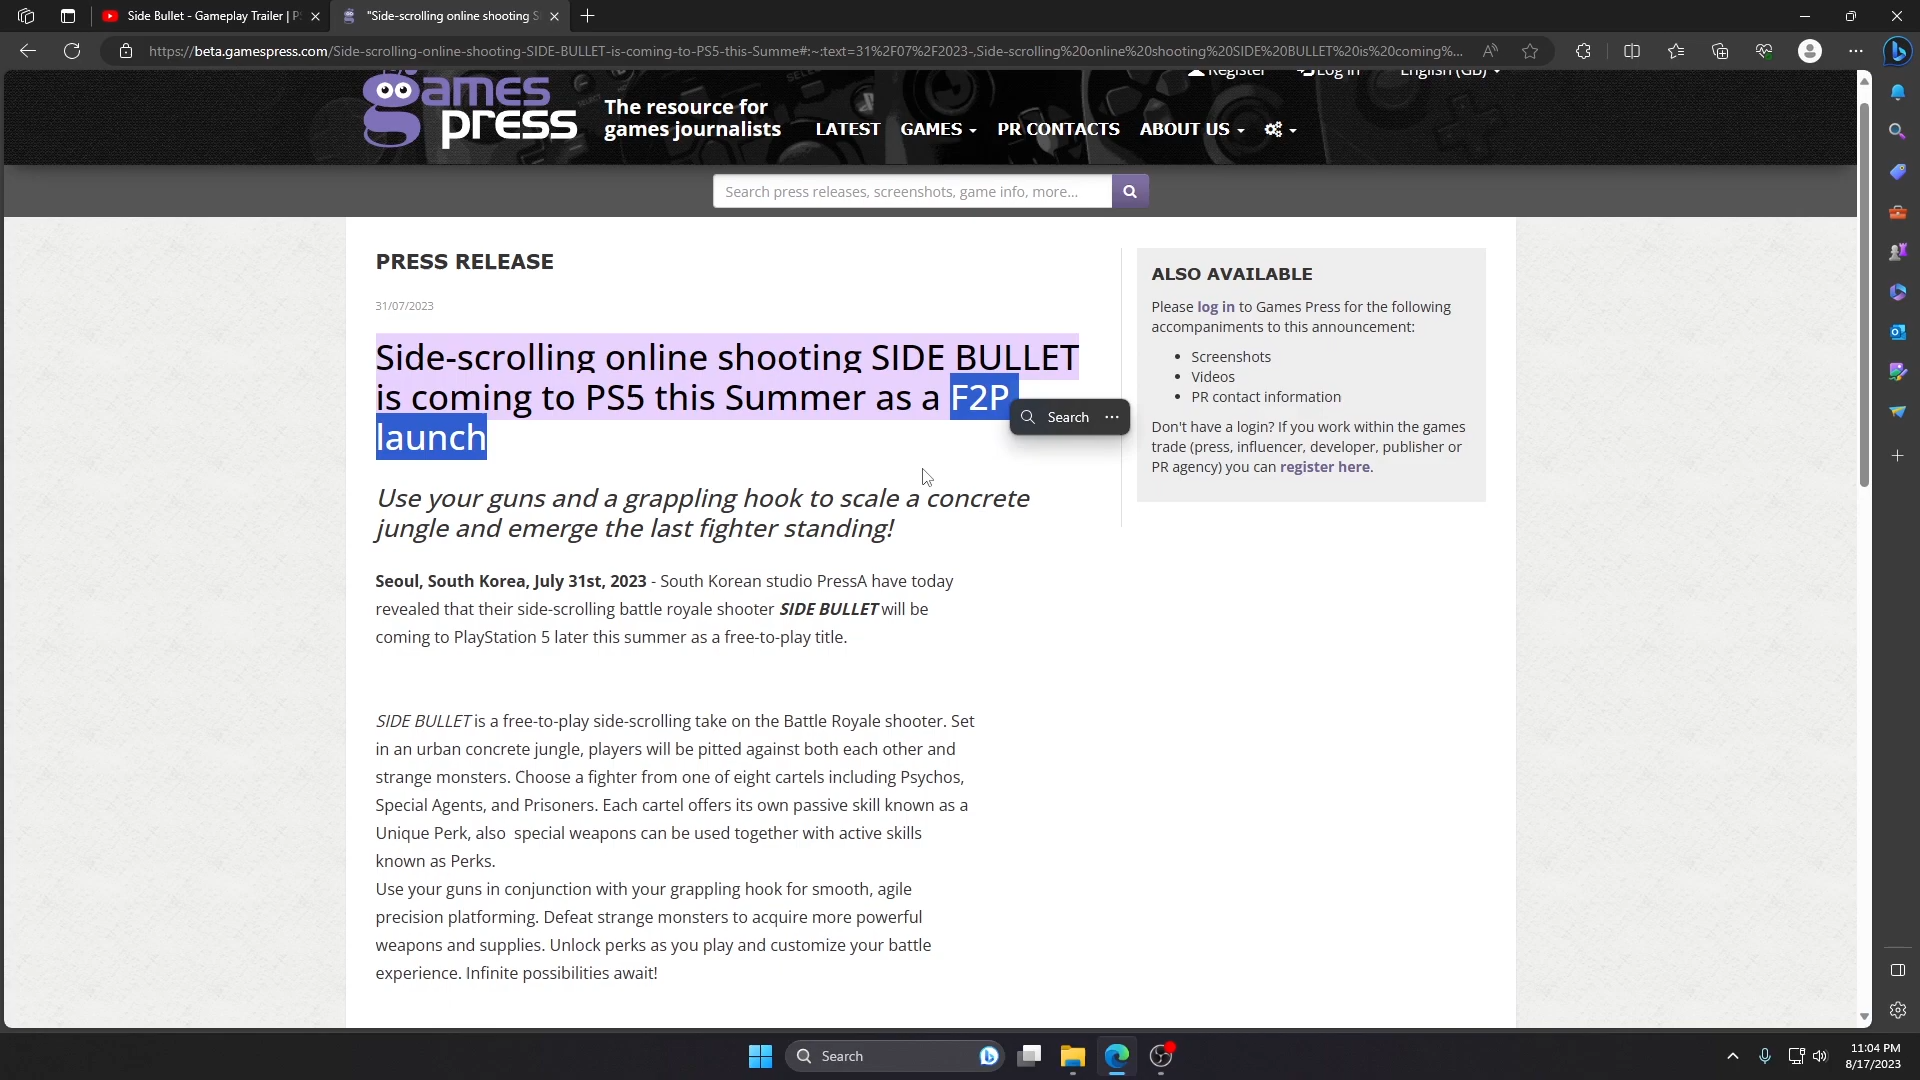 Side Bullet - Gameplay Trailer | P
"Side-scrolling online shooting S
https://beta.gamespress.com/Side-scrolling-online-shooting-SIDE-BULLET-is-coming-to-PS5-this-Summe#:~:text=31%2F07%2F2023-,Side-scrolling%20online%20shooting%20SIDE%20BULLET%20is%20coming%...
games press
The resource for
games journalists
Register
Log in
English (GB)
LATEST
GAMES
PR CONTACTS
ABOUT US
Search press releases, screenshots, game info, more...
PRESS RELEASE
31/07/2023
Side-scrolling online shooting SIDE BULLET
is coming to PS5 this Summer as a F2P
launch
Search
Use your guns and a grappling hook to scale a concrete
jungle and emerge the last fighter standing!
Seoul, South Korea, July 31st, 2023 - South Korean studio PressA have today
revealed that their side-scrolling battle royale shooter SIDE BULLET will be
coming to PlayStation 5 later this summer as a free-to-play title.
SIDE BULLET is a free-to-play side-scrolling take on the Battle Royale shooter. Set
in an urban concrete jungle, players will be pitted against both each other and
strange monsters. Choose a fighter from one of eight cartels including Psychos,
Special Agents, and Prisoners. Each cartel offers its own passive skill known as a
Unique Perk, also special weapons can be used together with active skills
known as Perks.
Use your guns in conjunction with your grappling hook for smooth, agile
precision platforming. Defeat strange monsters to acquire more powerful
weapons and supplies. Unlock perks as you play and customize your battle
experience. Infinite possibilities await!
ALSO AVAILABLE
Please log in to Games Press for the following
accompaniments to this announcement:
• Screenshots
• Videos
• PR contact information
Don't have a login? If you work within the games
trade (press, influencer, developer, publisher or
PR agency) you can register here.
Search
11:04 PM
8/17/2023